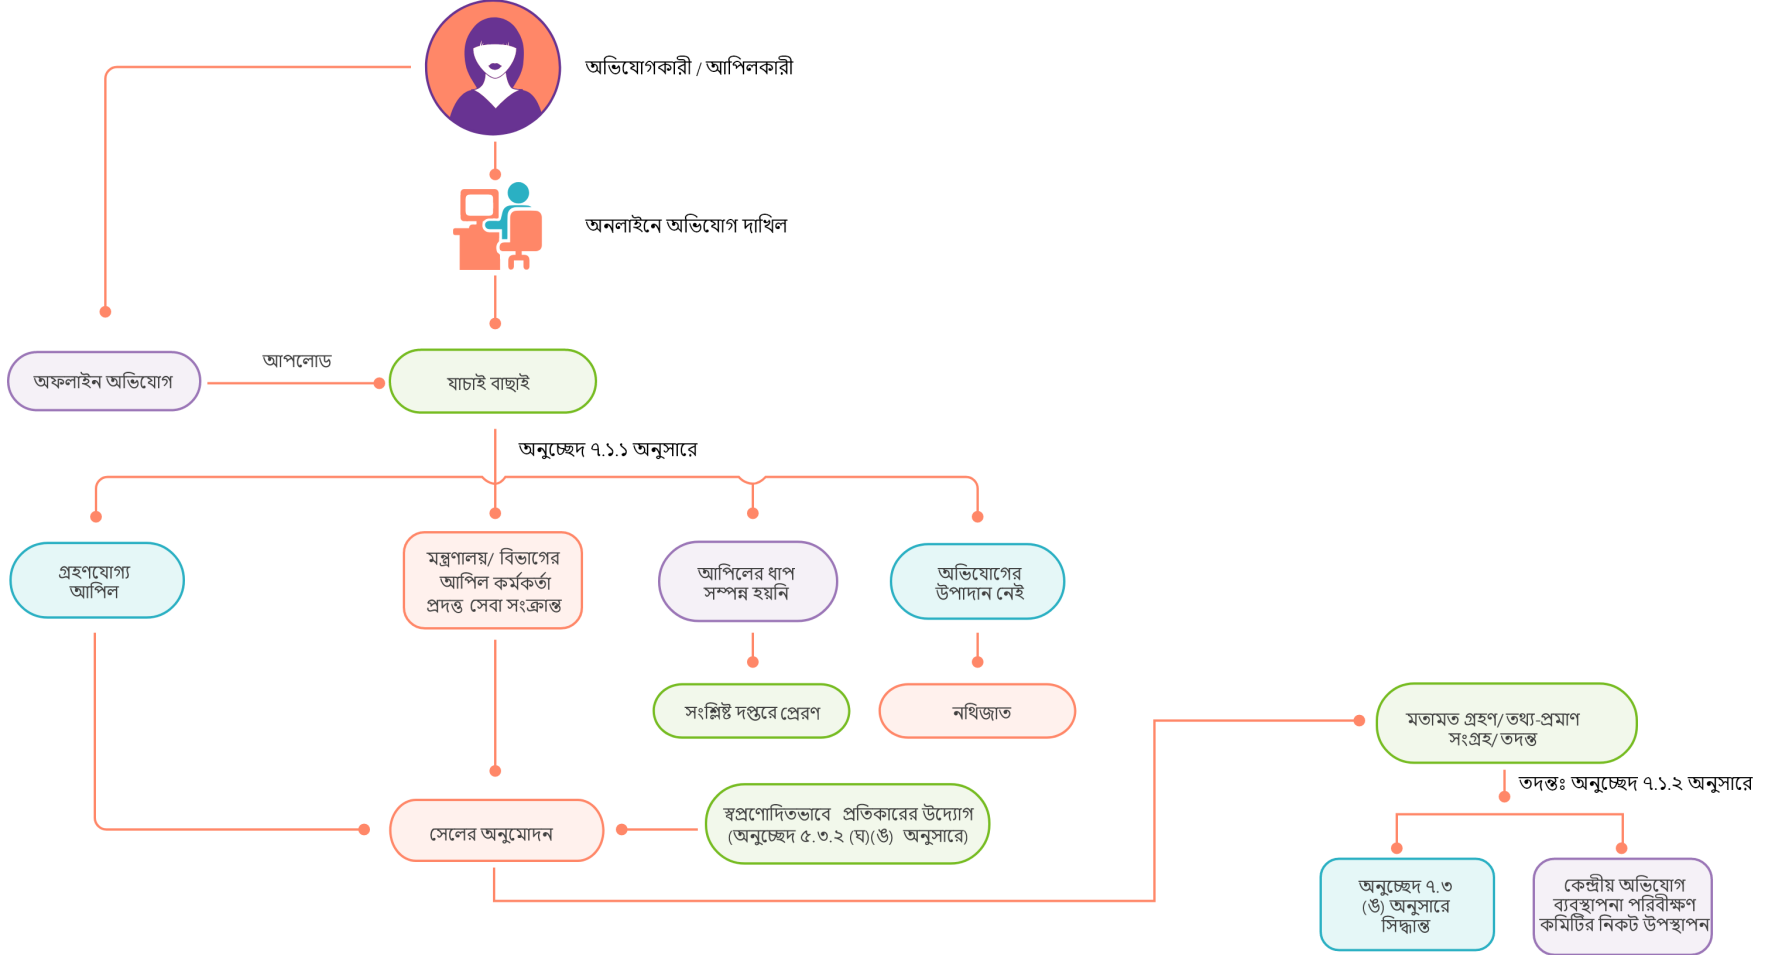 অভিযোগকারী / আপিলকারী
অনলাইনে অভিযোগ দাখিল
অফলাইন অভিযোগ
আপলোড
যাচাই বাছাই
অনুচ্ছেদ ৭.১.১ অনুসারে
গ্রহণযোগ্য
আপিল
মন্ত্রণালয়/ বিভাগের
আপিল কর্মকর্তা
প্রদত্ত সেবা সংক্রান্ত
আপিলের ধাপ
সম্পন্ন হয়নি
অভিযোগের
উপাদান নেই
সংশ্লিষ্ট দপ্তরে প্রেরণ
নথিজাত
সেলের অনুমোদন
স্বপ্রণোদিতভাবে প্রতিকারের উদ্যোগ
(অনুচ্ছেদ ৫.৩.২ (ঘ)(ঙ) অনুসারে)
মতামত গ্রহণ/ তথ্য-প্রমাণ
সংগ্রহ/ তদন্ত
তদন্তঃ অনুচ্ছেদ ৭.১.২ অনুসারে
অনুচ্ছেদ ৭.৩
(ঙ) অনুসারে
সিদ্ধান্ত
কেন্দ্রীয় অভিযোগ
ব্যবস্থাপনা পরিবীক্ষণ
কমিটির নিকট উপস্থাপন